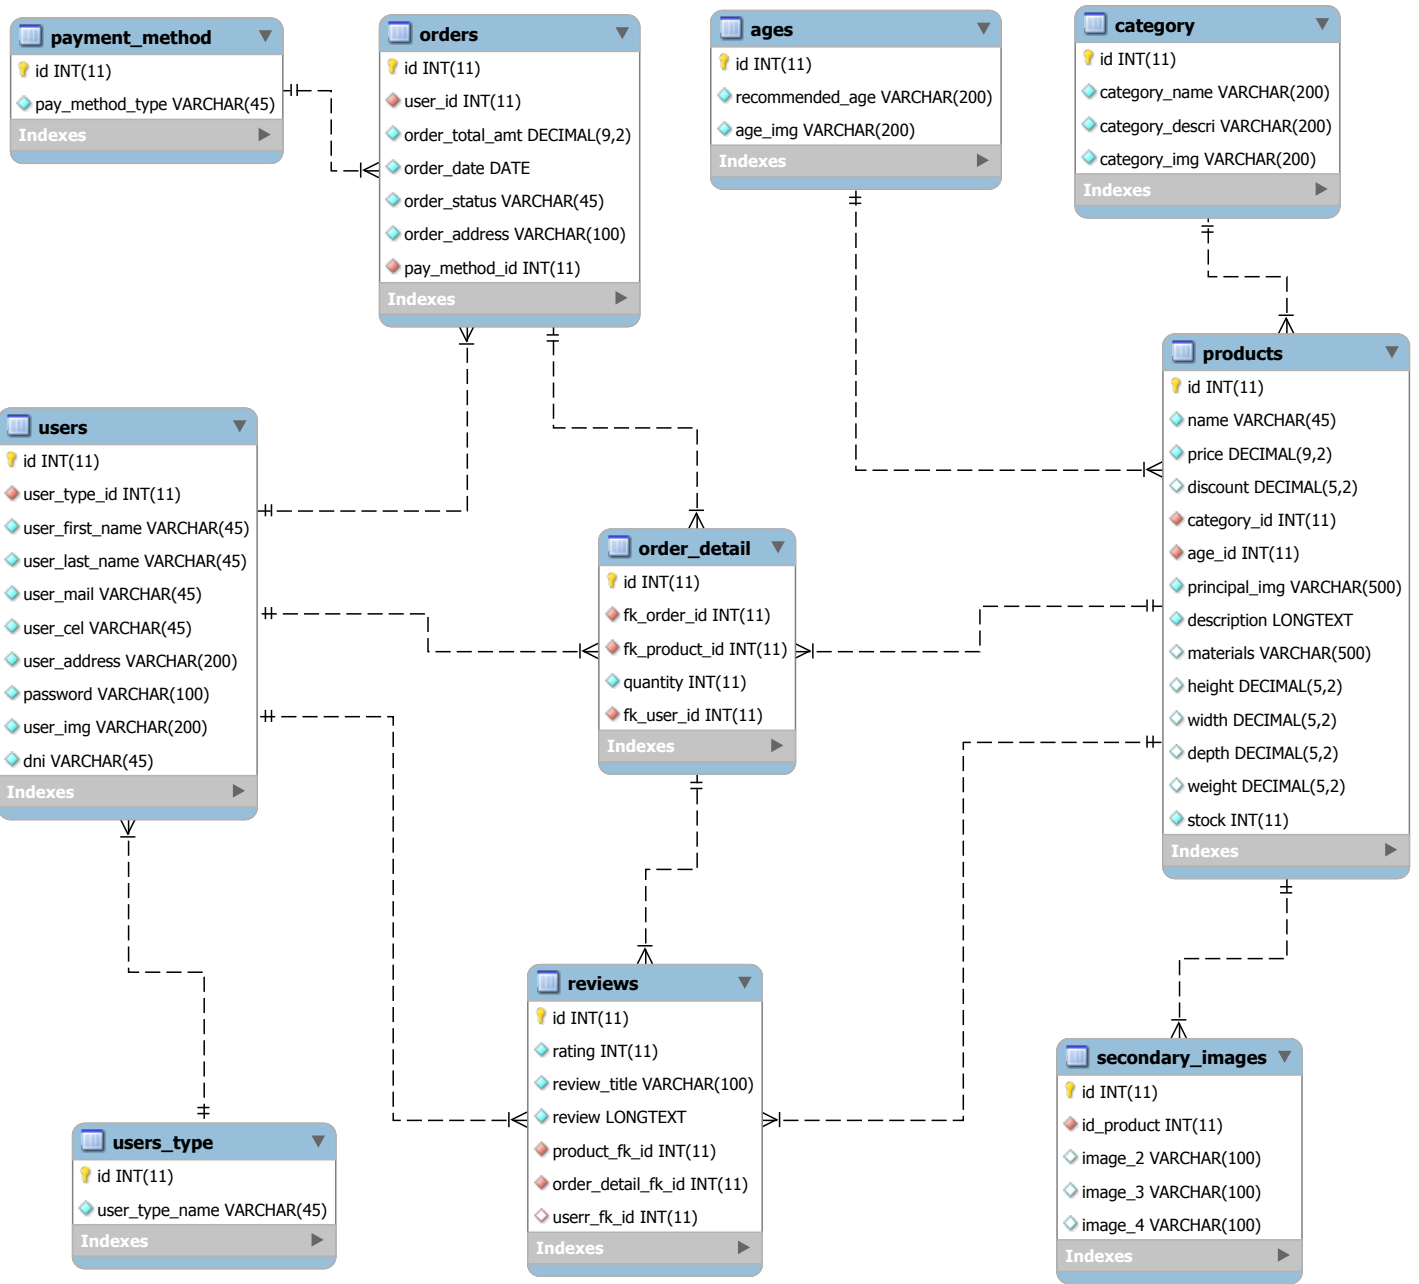 payment_method
id INT(11)
pay_method_type VARCHAR(45)
Indexes
orders
id INT(11)
user_id INT(11)
order_total_amt DECIMAL(9,2)
order_date DATE
order_status VARCHAR(45)
order_address VARCHAR(100)
pay_method_id INT(11)
Indexes
ages
id INT(11)
recommended_age VARCHAR(200)
age_img VARCHAR(200)
Indexes
category
id INT(11)
category_name VARCHAR(200)
category_descri VARCHAR(200)
category_img VARCHAR(200)
Indexes
users
id INT(11)
user_type_id INT(11)
user_first_name VARCHAR(45)
user_last_name VARCHAR(45)
user_mail VARCHAR(45)
user_cel VARCHAR(45)
user_address VARCHAR(200)
password VARCHAR(100)
user_img VARCHAR(200)
dni VARCHAR(45)
Indexes
order_detail
id INT(11)
fk_order_id INT(11)
fk_product_id INT(11)
quantity INT(11)
fk_user_id INT(11)
Indexes
products
id INT(11)
name VARCHAR(45)
price DECIMAL(9,2)
discount DECIMAL(5,2)
category_id INT(11)
age_id INT(11)
principal_img VARCHAR(500)
description LONGTEXT
materials VARCHAR(500)
height DECIMAL(5,2)
width DECIMAL(5,2)
depth DECIMAL(5,2)
weight DECIMAL(5,2)
stock INT(11)
Indexes
users_type
id INT(11)
user_type_name VARCHAR(45)
Indexes
reviews
id INT(11)
rating INT(11)
review_title VARCHAR(100)
review LONGTEXT
product_fk_id INT(11)
order_detail_fk_id INT(11)
userr_fk_id INT(11)
Indexes
secondary_images
id INT(11)
id_product INT(11)
image_2 VARCHAR(100)
image_3 VARCHAR(100)
image_4 VARCHAR(100)
Indexes